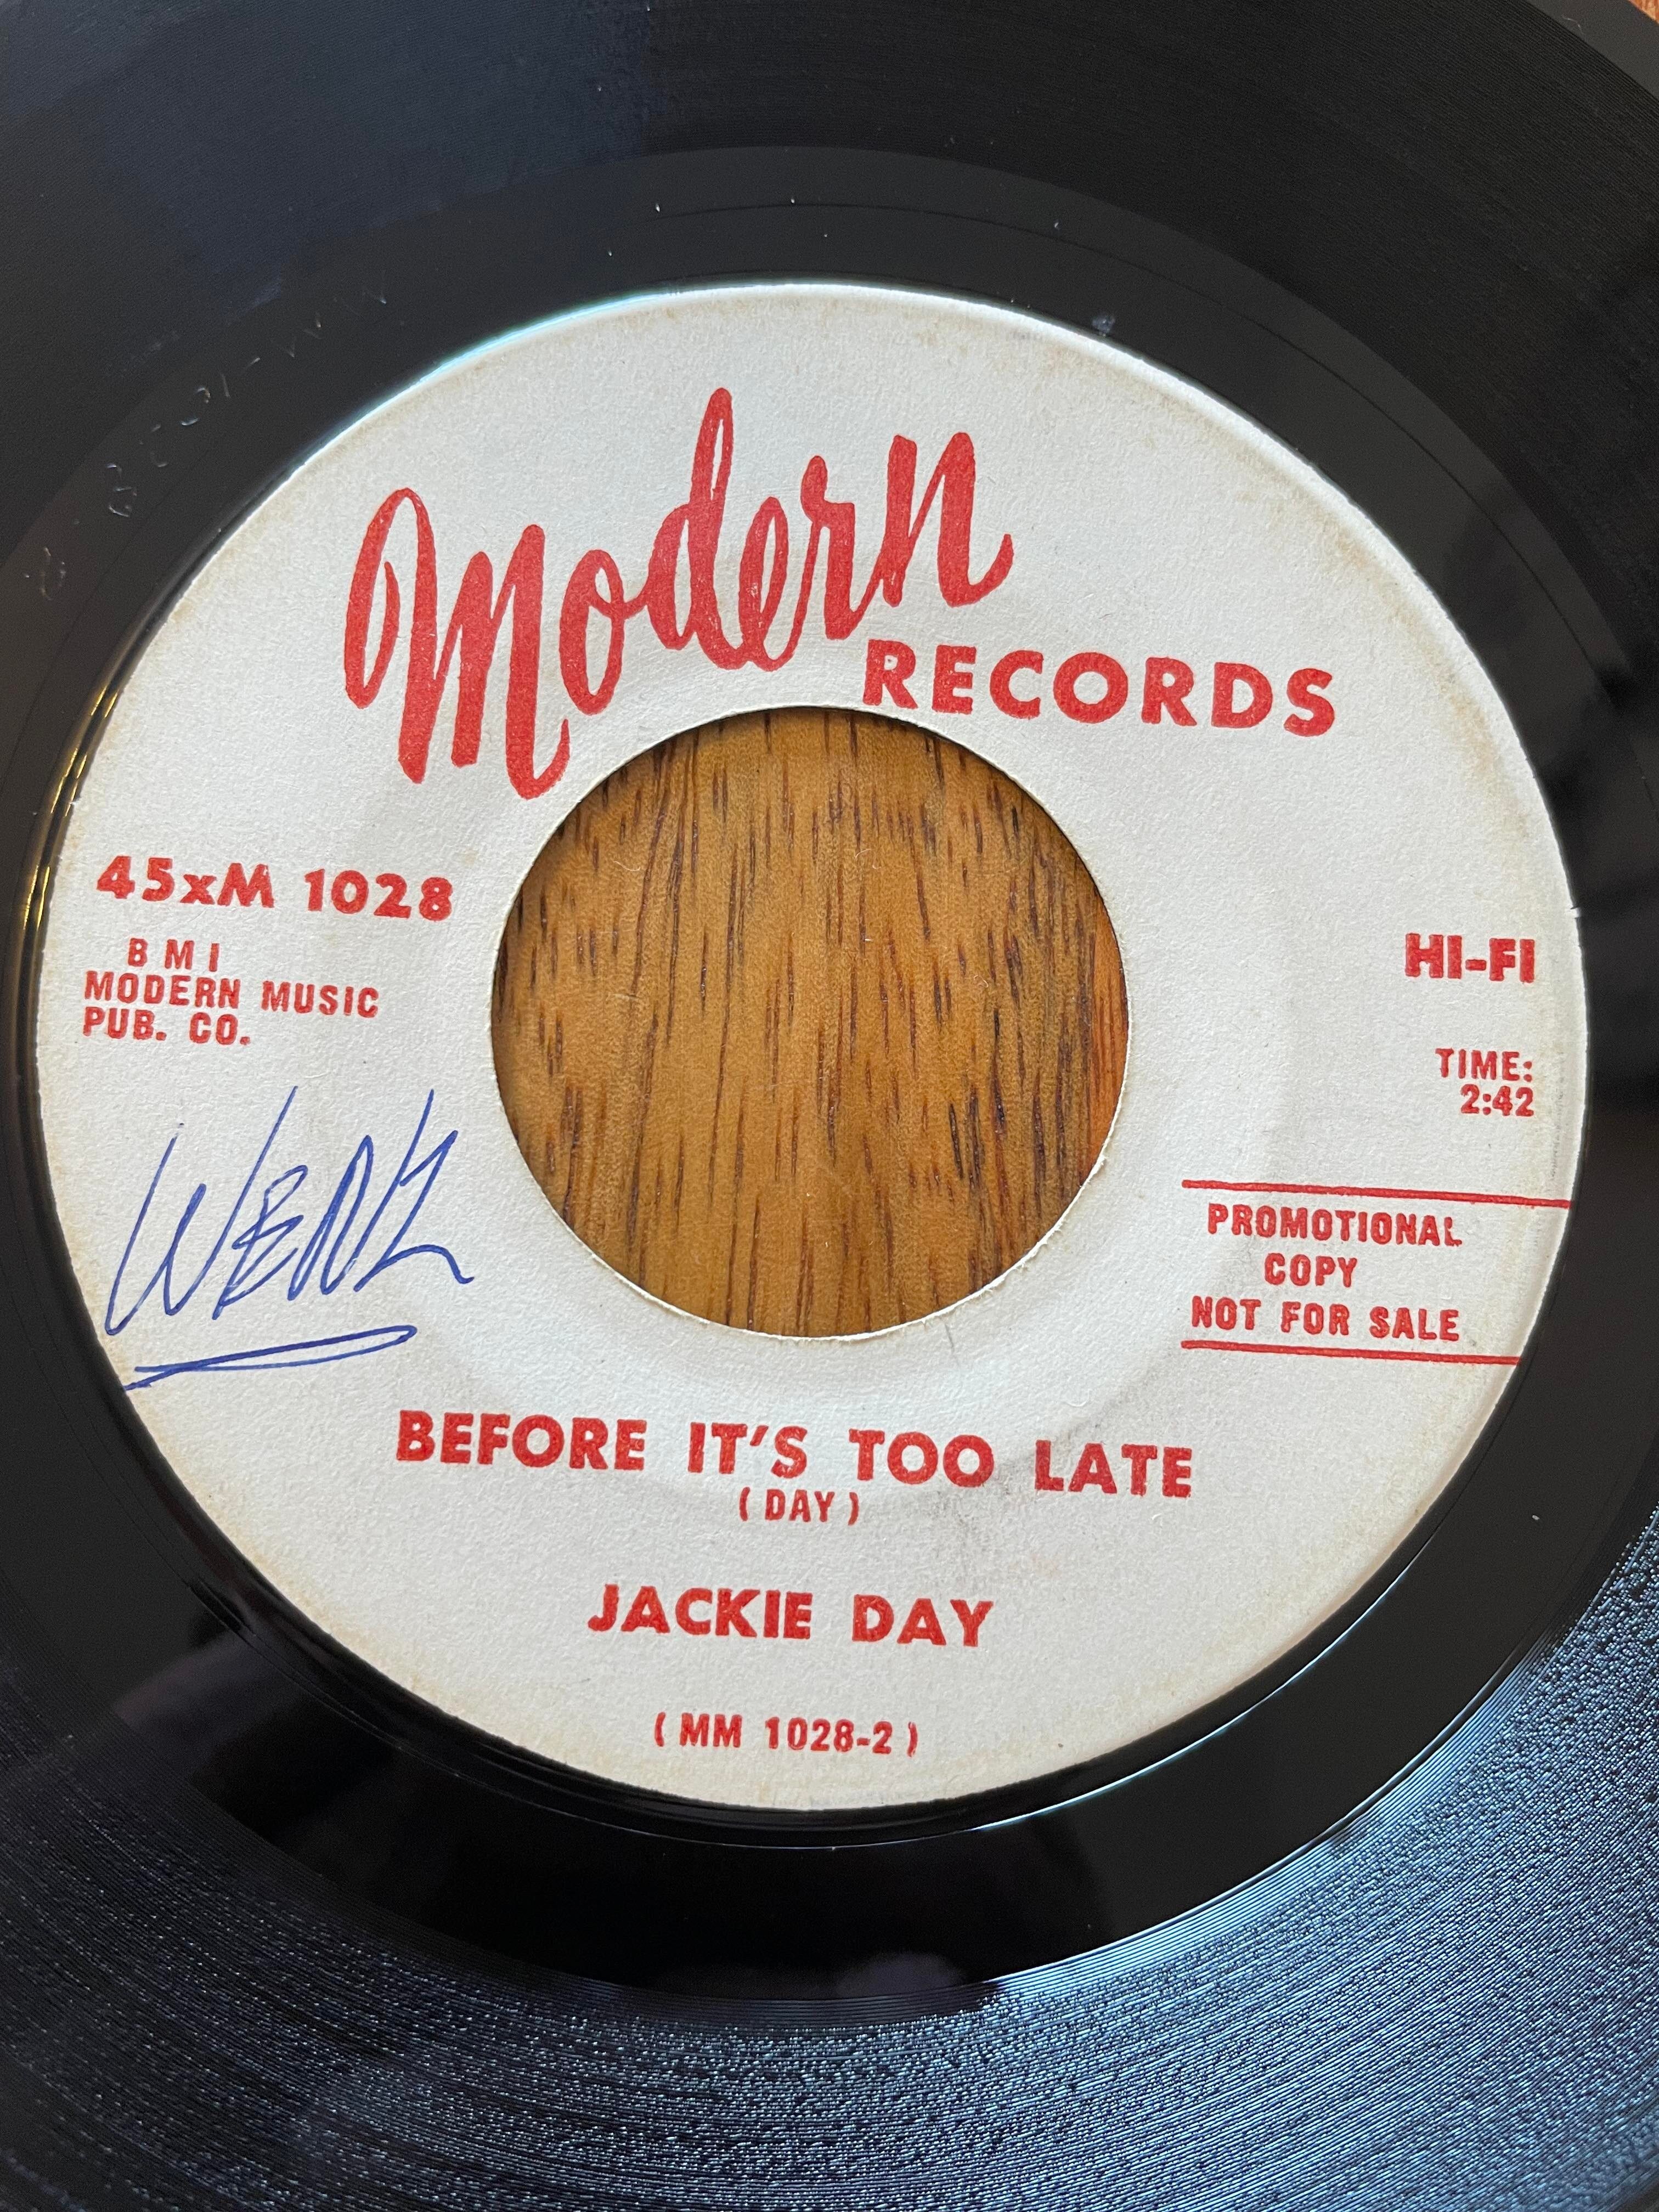 Modern
RECORDS
45xM 1028
BMI
MODERN MUSIC
PUB. CO.
HI-FI
TIME:
2:42
PROMOTIONAL
COPY
NOT FOR SALE
BEFORE IT'S TOO LATE
(DAY)
JACKIE DAY
(MM 1028-2)